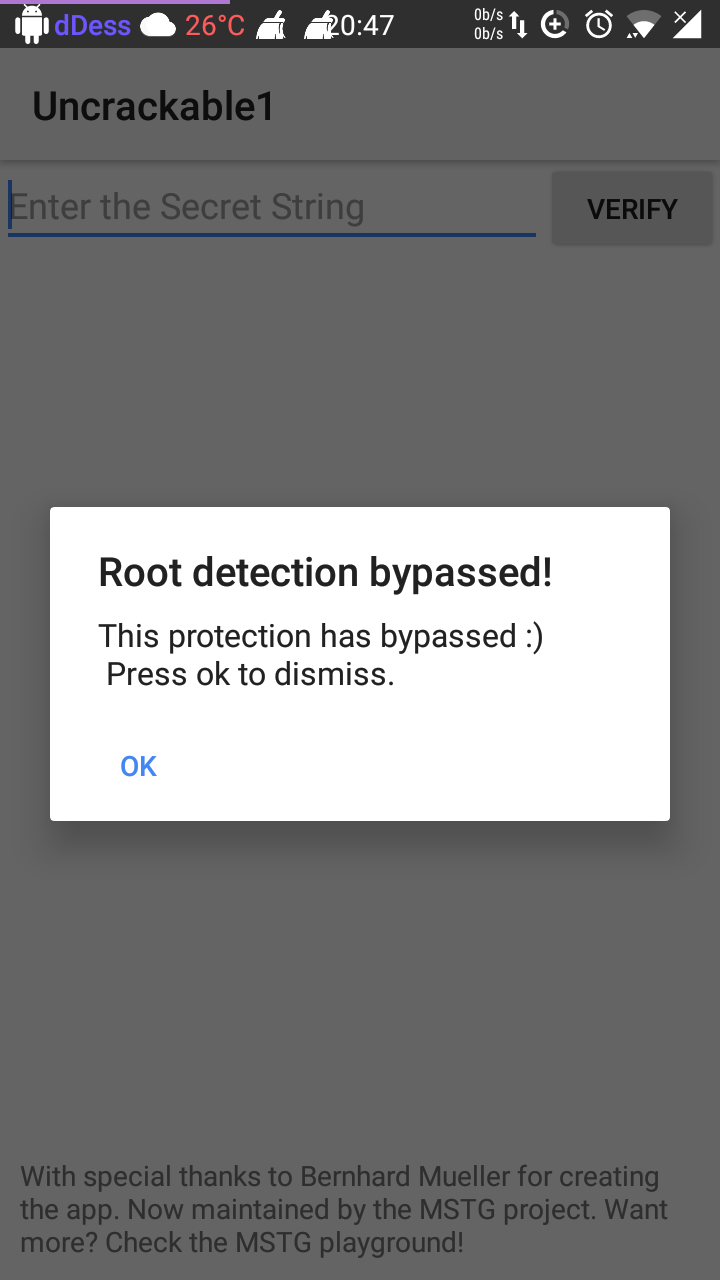 dDess 26°C 20:47 0b/s
0b/s
Uncrackable1
Enter the Secret String VERIFY
Root detection bypassed!
This protection has bypassed :)
Press ok to dismiss.
OK
With special thanks to Bernhard Mueller for creating
the app. Now maintained by the MSTG project. Want
more? Check the MSTG playground!